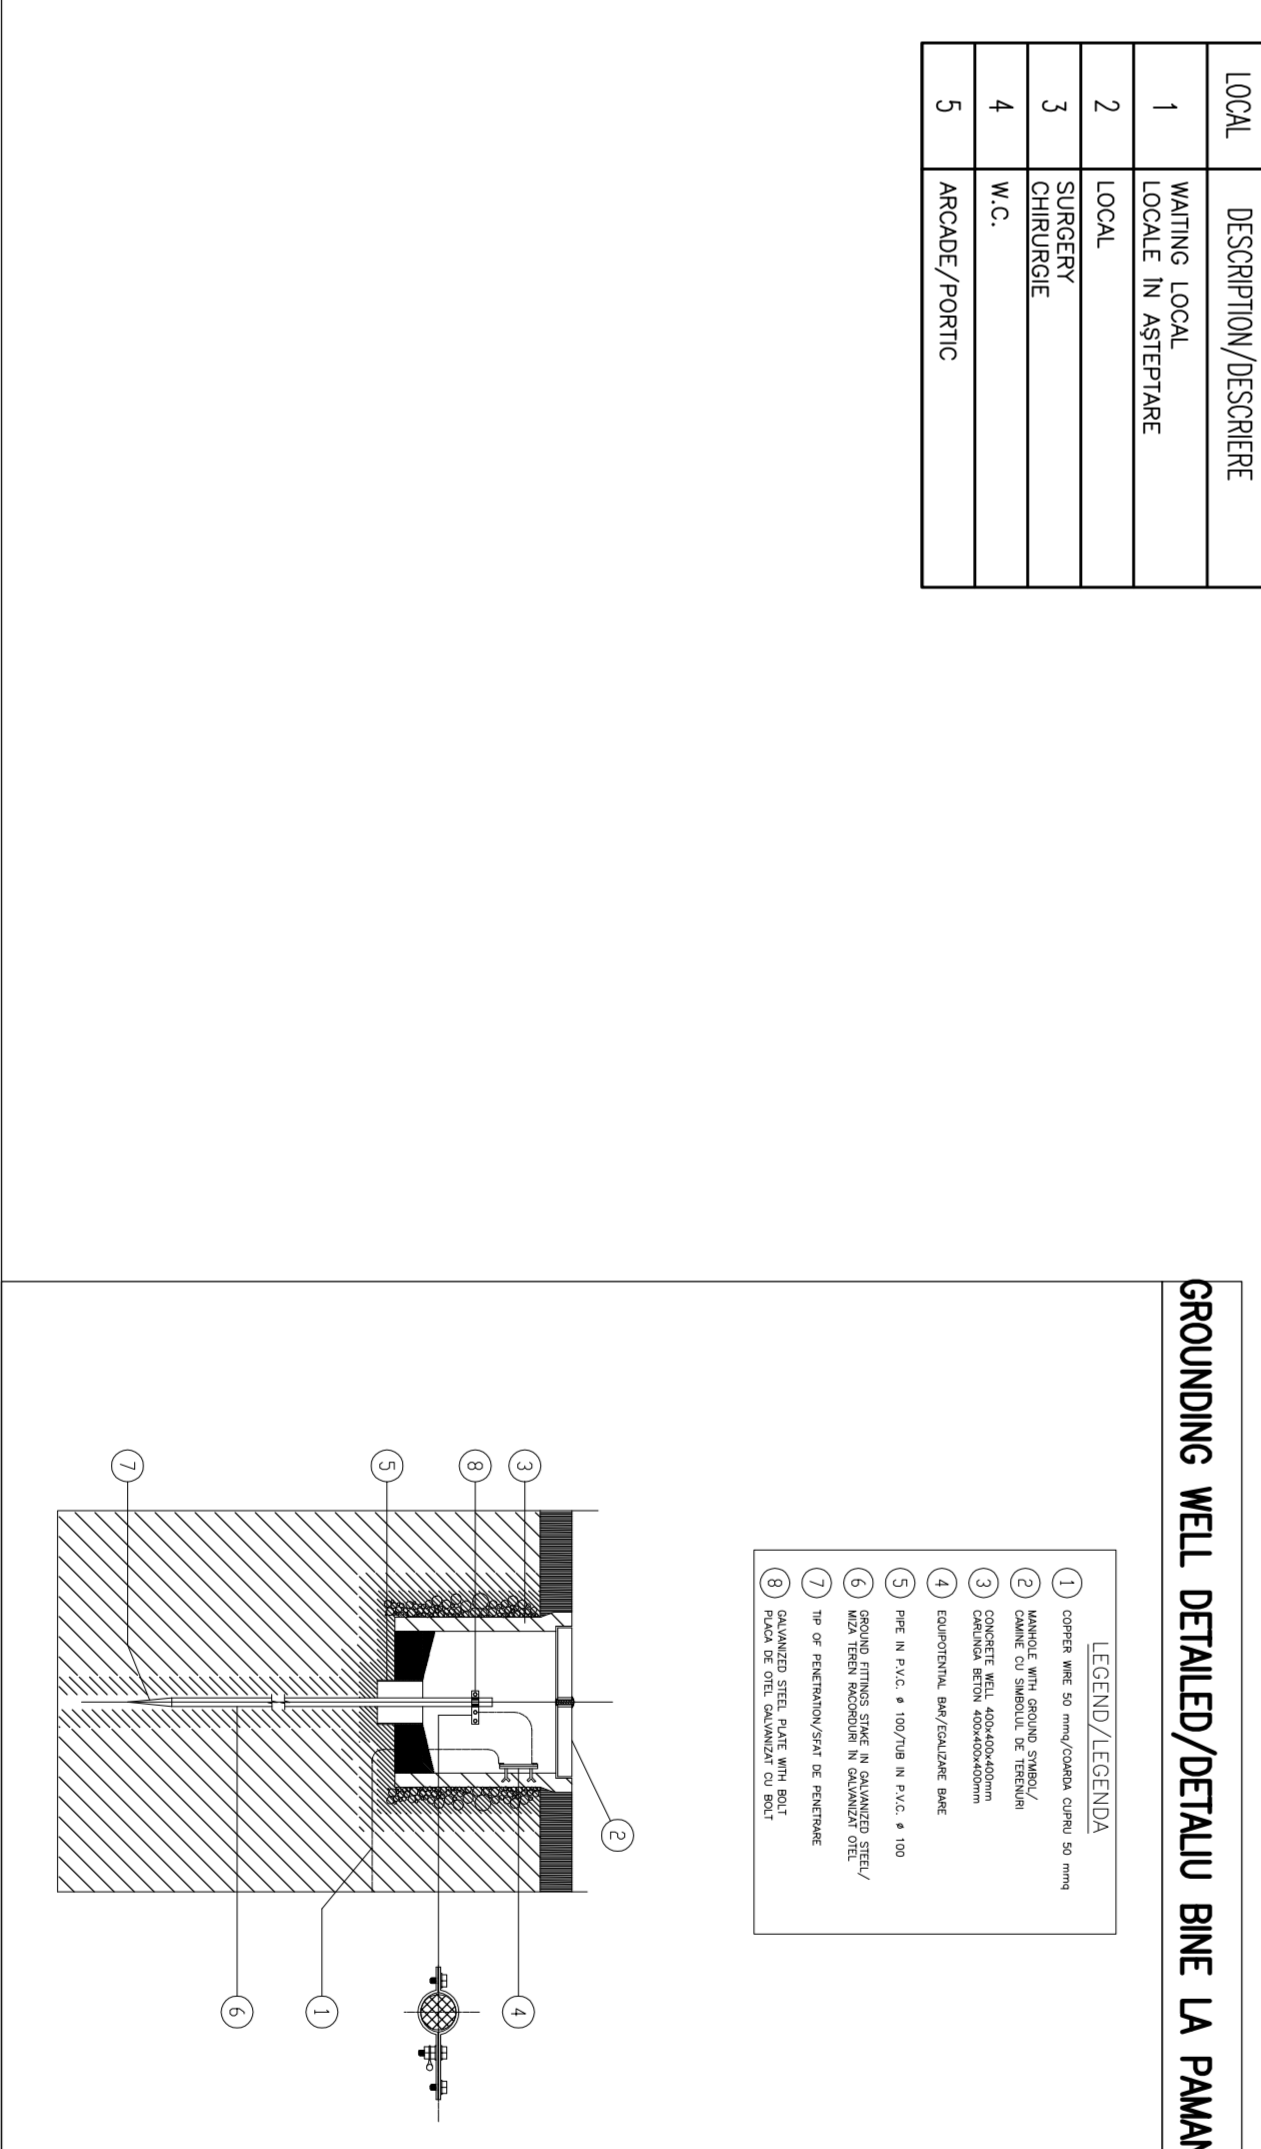 LOCAL DESCRIPTION/DESCRIERE
1 WAITING LOCAL
LOCALE ÎN AŞTEPTARE
2 LOCAL
3 SURGERY
CHIRURGIE
4 W.C.
5 ARCADE/PORTIC
GROUNDING WELL DETAILED/DETALIU BINE LA PAMAN
LEGEND/LEGENDA
1 COPPER WIRE 50 mmq/COARDA CUPRU 50 mmq
2 MANHOLE WITH GROUND SYMBOL/
CAMINE CU SIMBOLUL DE TERENURI
3 CONCRETE WELL 400x400x400mm
CARLINGA BETON 400x400x400mm
4 EQUIPOTENTIAL BAR/EGALIZARE BARE
5 PIPE IN P.V.C. ø 100/TUB IN P.V.C. ø 100
6 GROUND FITTINGS STAKE IN GALVANIZED STEEL/
MIZA TEREN RACORDURI ÎN GALVANIZAT OTEL
7 TIP OF PENETRATION/SFAT DE PENETRARE
8 GALVANIZED STEEL PLATE WITH BOLT
PLACA DE OTEL GALVANIZAT CU BOLT
2
3
8
5
7
4
1
6